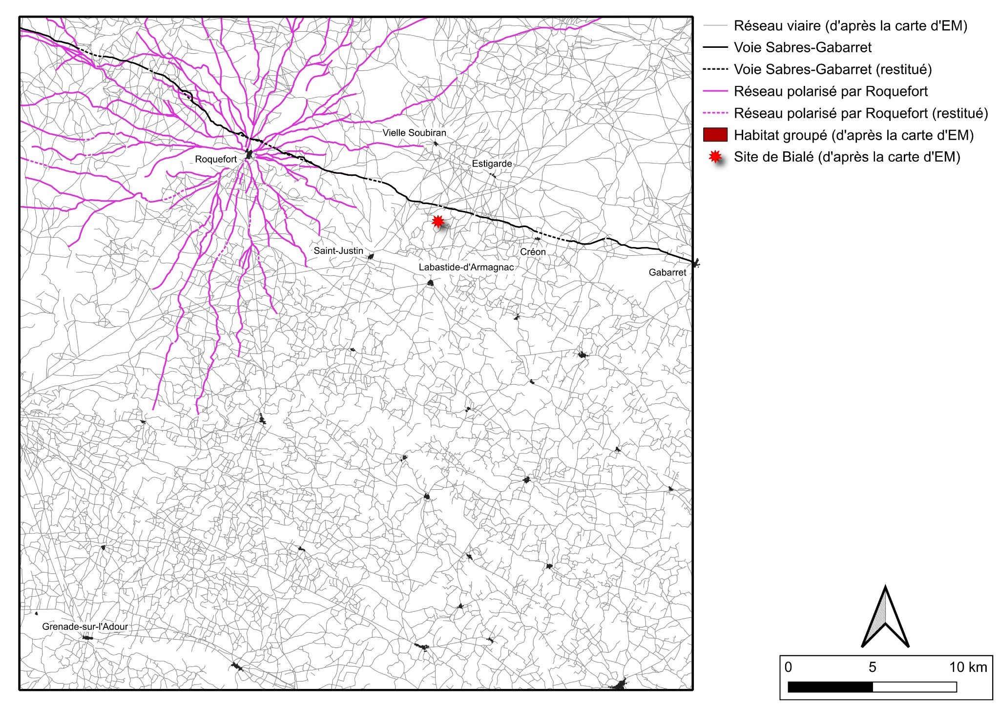 Réseau viaire (d'après la carte d'EM)
Voie Sabres-Gabarret
Voie Sabres-Gabarret (restitué)
Réseau polarisé par Roquefort
Réseau polarisé par Roquefort (restitué)
Habitat groupé (d'après la carte d'EM)
Site de Bialé (d'après la carte d'EM)
Vielle Soubiran
Roquefort
Estigarde
Saint-Justin
Créon
Labastide-d'Armagnac
Gabarret
Grenade-sur-l'Adour
0 5 10 km